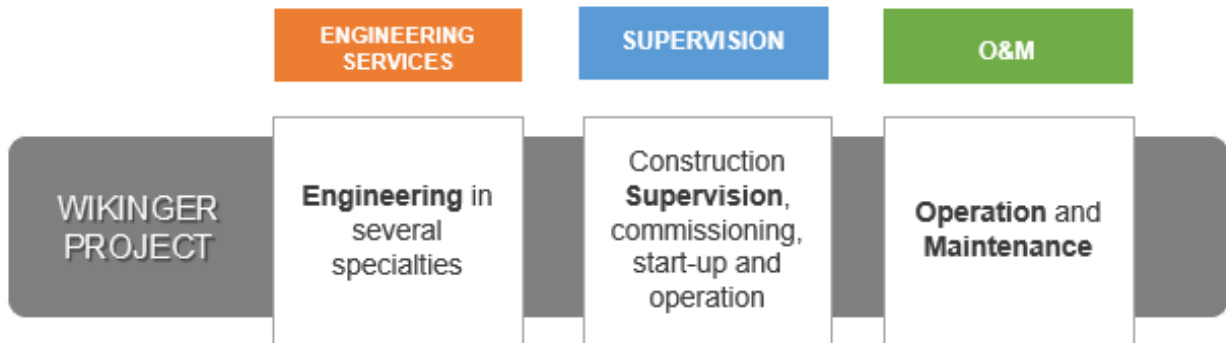 ENGINEERING
SERVICES
SUPERVISION
O&M
WIKINGER
PROJECT
Engineering in
several
specialties
Construction
Supervision,
commissioning,
start-up and
operation
Operation and
Maintenance